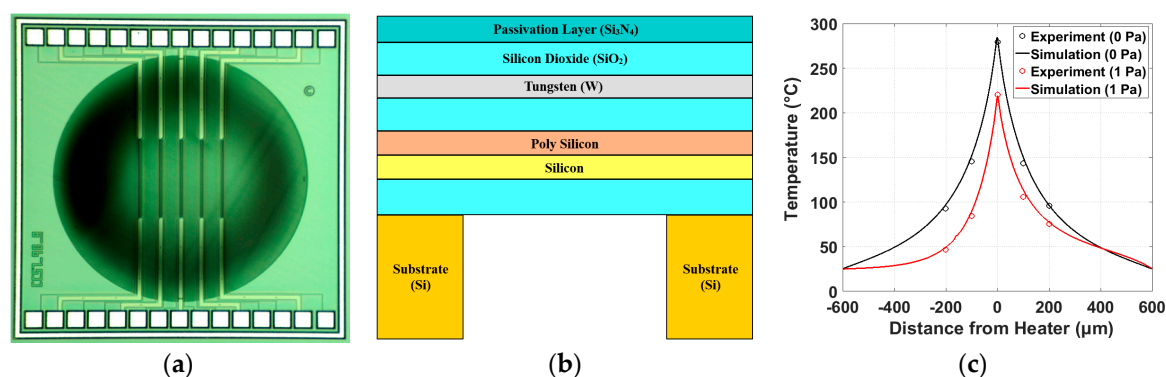 Passivation Layer (Si₃N₄)
Silicon Dioxide (SiO₂)
Tungsten (W)
Poly Silicon
Silicon
Substrate
(Si)
Substrate
(Si)
©
300
250
200
150
100
50
0
Temperature (°C)
Experiment (0 Pa)
Simulation (0 Pa)
Experiment (1 Pa)
Simulation (1 Pa)
-600 -400 -200 0 200 400 600
Distance from Heater (μm)
(a) (b) (c)